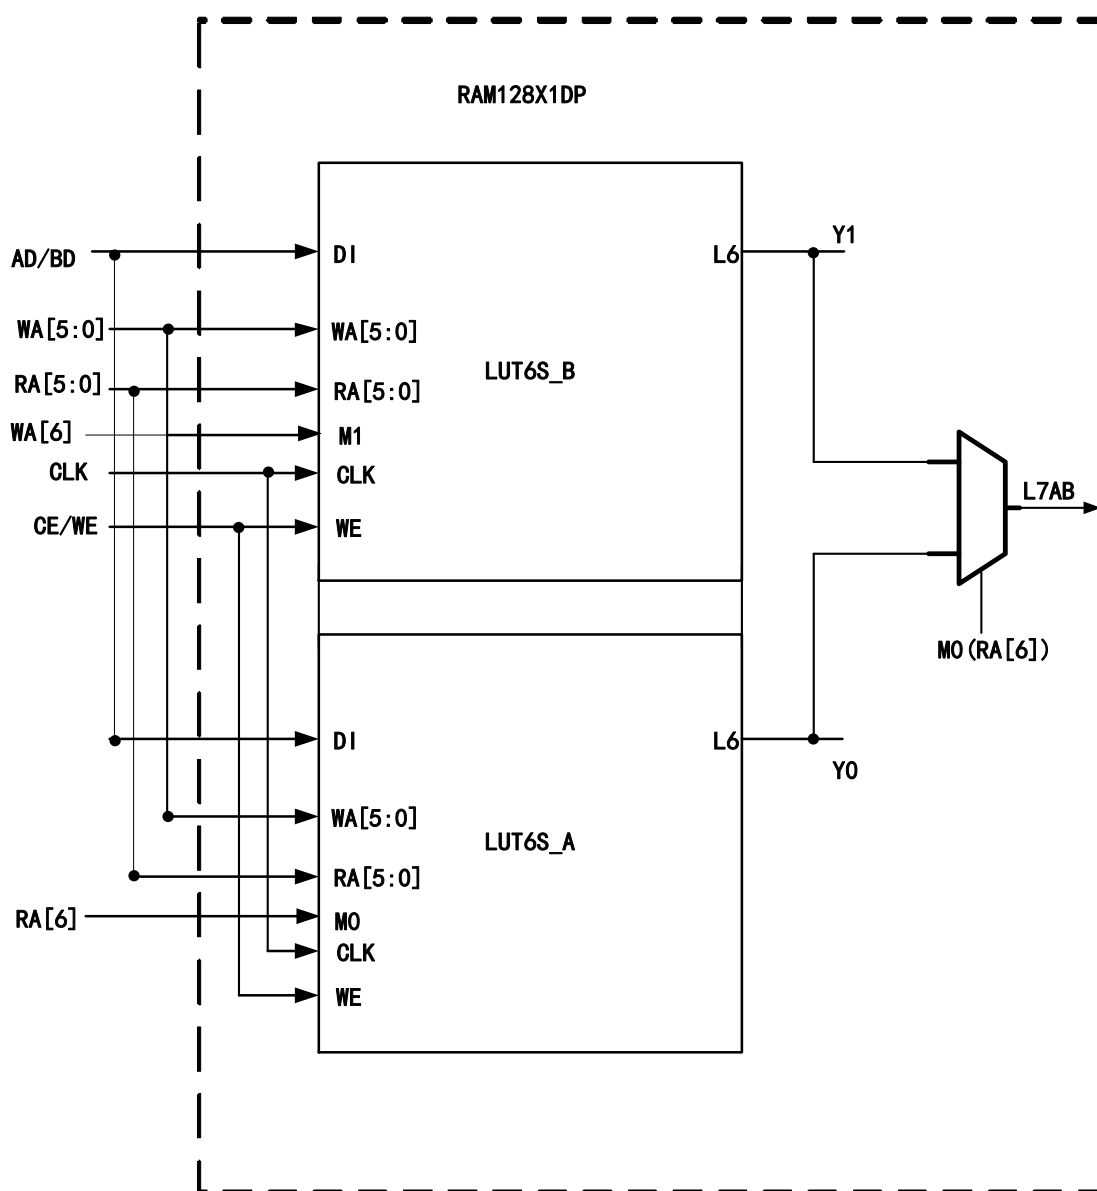 RAM128X1DP
AD/BD
DI
L6
Y1
WA[5:0]
WA[5:0]
RA[5:0]
RA[5:0]
LUT6S_B
WA[6]
M1
CLK
CLK
CE/WE
WE
L7AB
M0(RA[6])
DI
L6
Y0
WA[5:0]
LUT6S_A
RA[5:0]
RA[6]
M0
CLK
WE